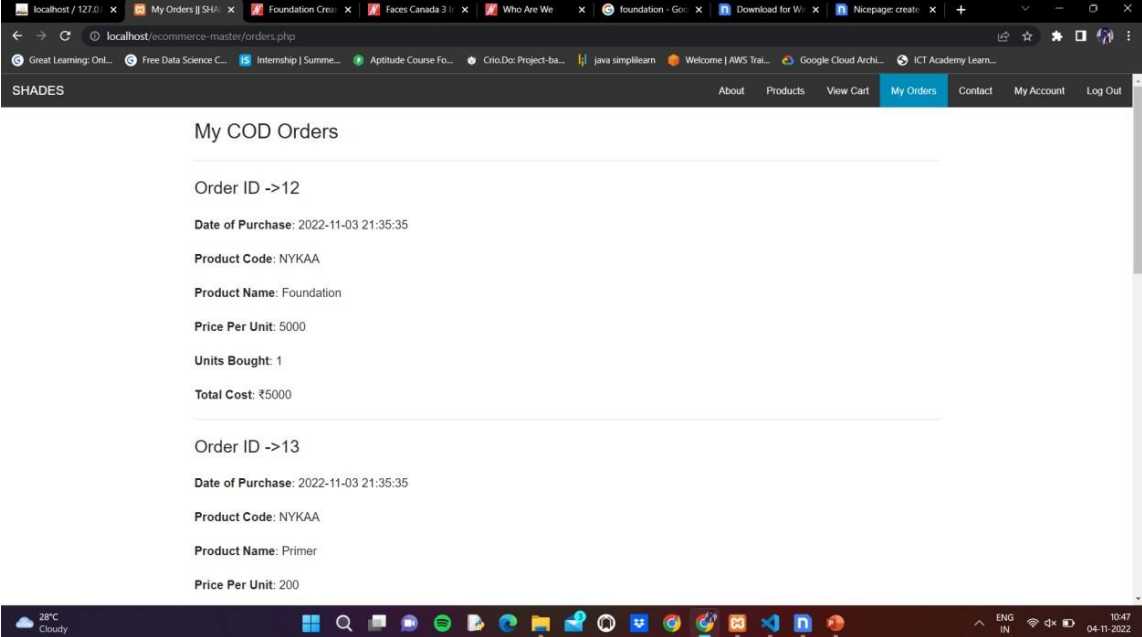 localhost / 127.0.
My Orders || SHA
Foundation Crea
Faces Canada 3 I
Who Are We
foundation - Goo
Download for Wi
Nicepage: create
localhost/ecommerce-master/orders.php
Great Learning: Onl...
Free Data Science C...
Internship | Summe...
Aptitude Course Fo...
Crio.Do: Project-ba...
java simplilearn
Welcome | AWS Trai...
Google Cloud Archi...
ICT Academy Learn...
SHADES
About
Products
View Cart
My Orders
Contact
My Account
Log Out
My COD Orders
Order ID ->12
Date of Purchase: 2022-11-03 21:35:35
Product Code: NYKAA
Product Name: Foundation
Price Per Unit: 5000
Units Bought: 1
Total Cost: ₹5000
Order ID ->13
Date of Purchase: 2022-11-03 21:35:35
Product Code: NYKAA
Product Name: Primer
Price Per Unit: 200
28°C
Cloudy
ENG
IN
10:47
04-11-2022